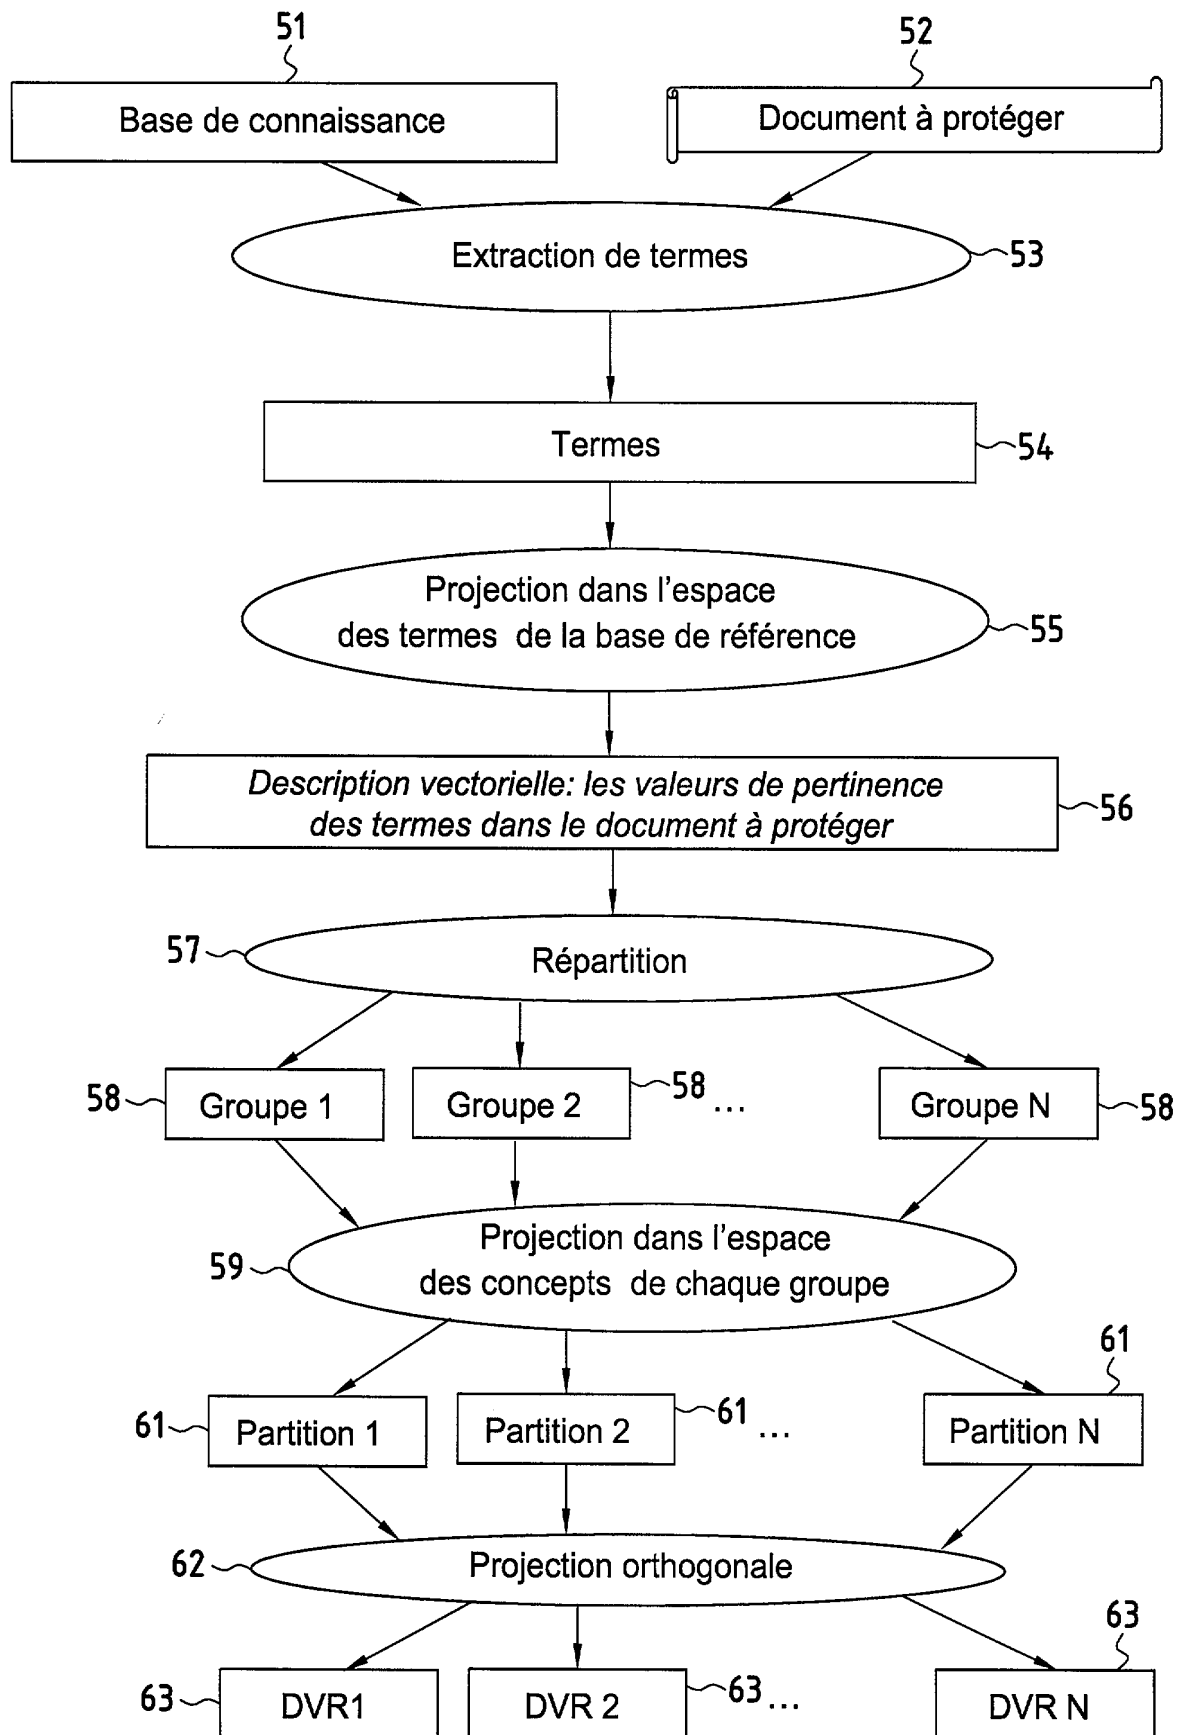 51
52
Base de connaissance
Document à protéger
Extraction de termes
53
Termes
54
Projection dans l'espace
des termes de la base de référence
55
Description vectorielle: les valeurs de pertinence
des termes dans le document à protéger
56
57
Répartition
58
Groupe 1
Groupe 2
58
...
Groupe N
58
59
Projection dans l'espace
des concepts de chaque groupe
61
61
Partition 1
Partition 2
61
...
Partition N
62
Projection orthogonale
63
63
DVR1
DVR 2
63
...
DVR N